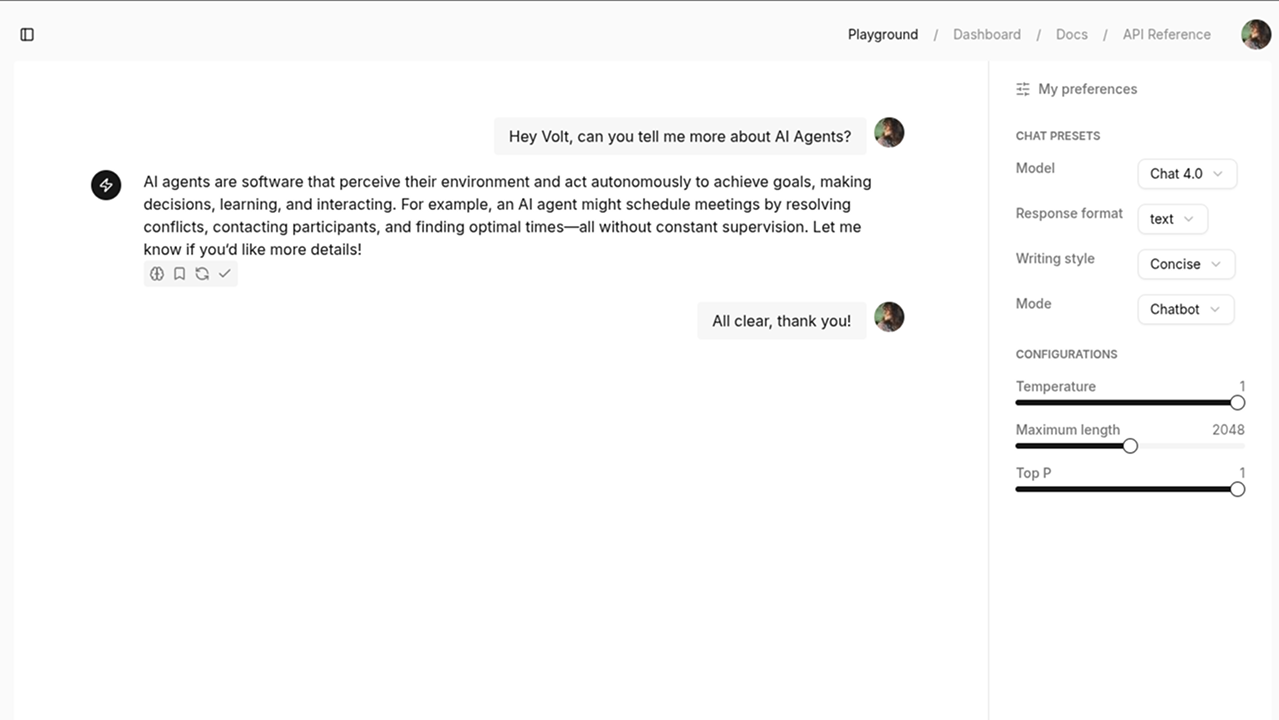 Playground / Dashboard / Docs / API Reference
Hey Volt, can you tell me more about AI Agents?
AI agents are software that perceive their environment and act autonomously to achieve goals, making
decisions, learning, and interacting. For example, an AI agent might schedule meetings by resolving
conflicts, contacting participants, and finding optimal times—all without constant supervision. Let me
know if you’d like more details!
All clear, thank you!
My preferences
CHAT PRESETS
Model Chat 4.0
Response format text
Writing style Concise
Mode Chatbot
CONFIGURATIONS
Temperature 1
Maximum length 2048
Top P 1